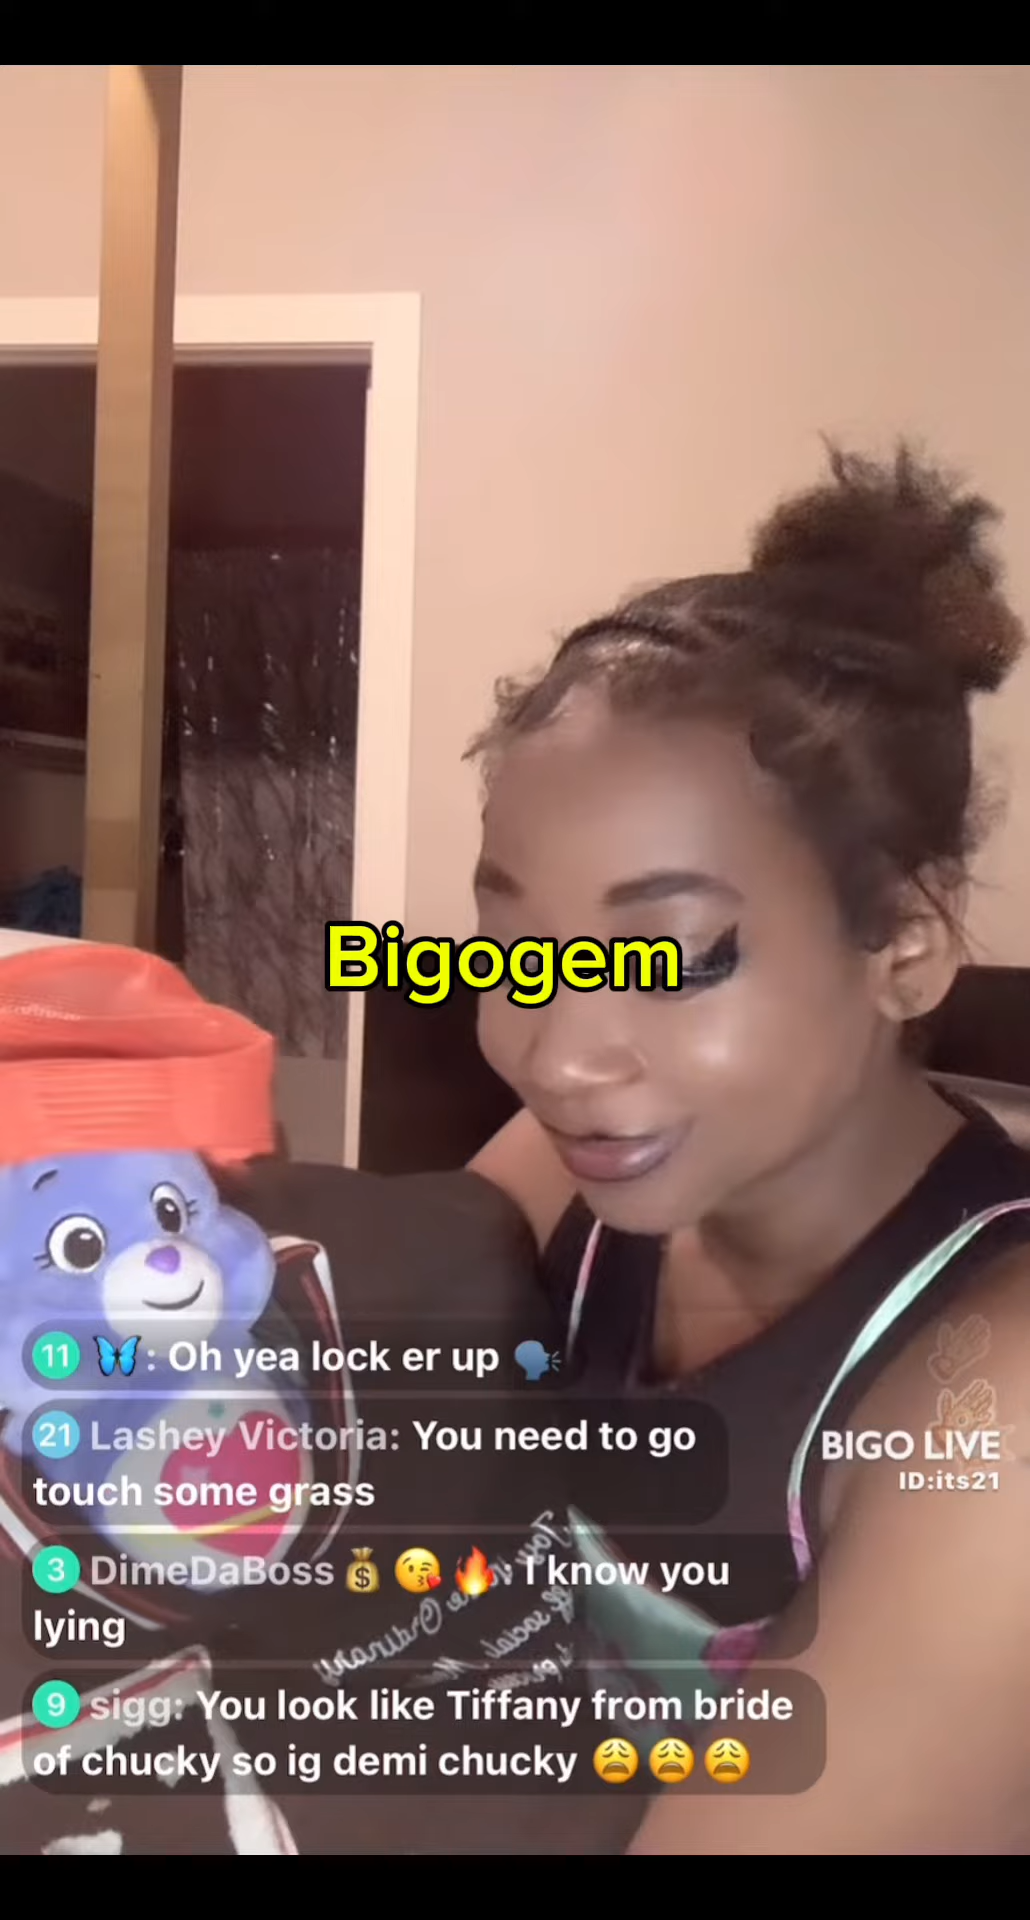 Bigogem
11 🦋: Oh yea lock er up 🗣️
21 Lashey Victoria: You need to go
touch some grass
BIGO LIVE
ID:its21
3 DimeDaBoss💰😘🔥: I know you
lying
9 sigg: You look like Tiffany from bride
of chucky so ig demi chucky 😩😩😩